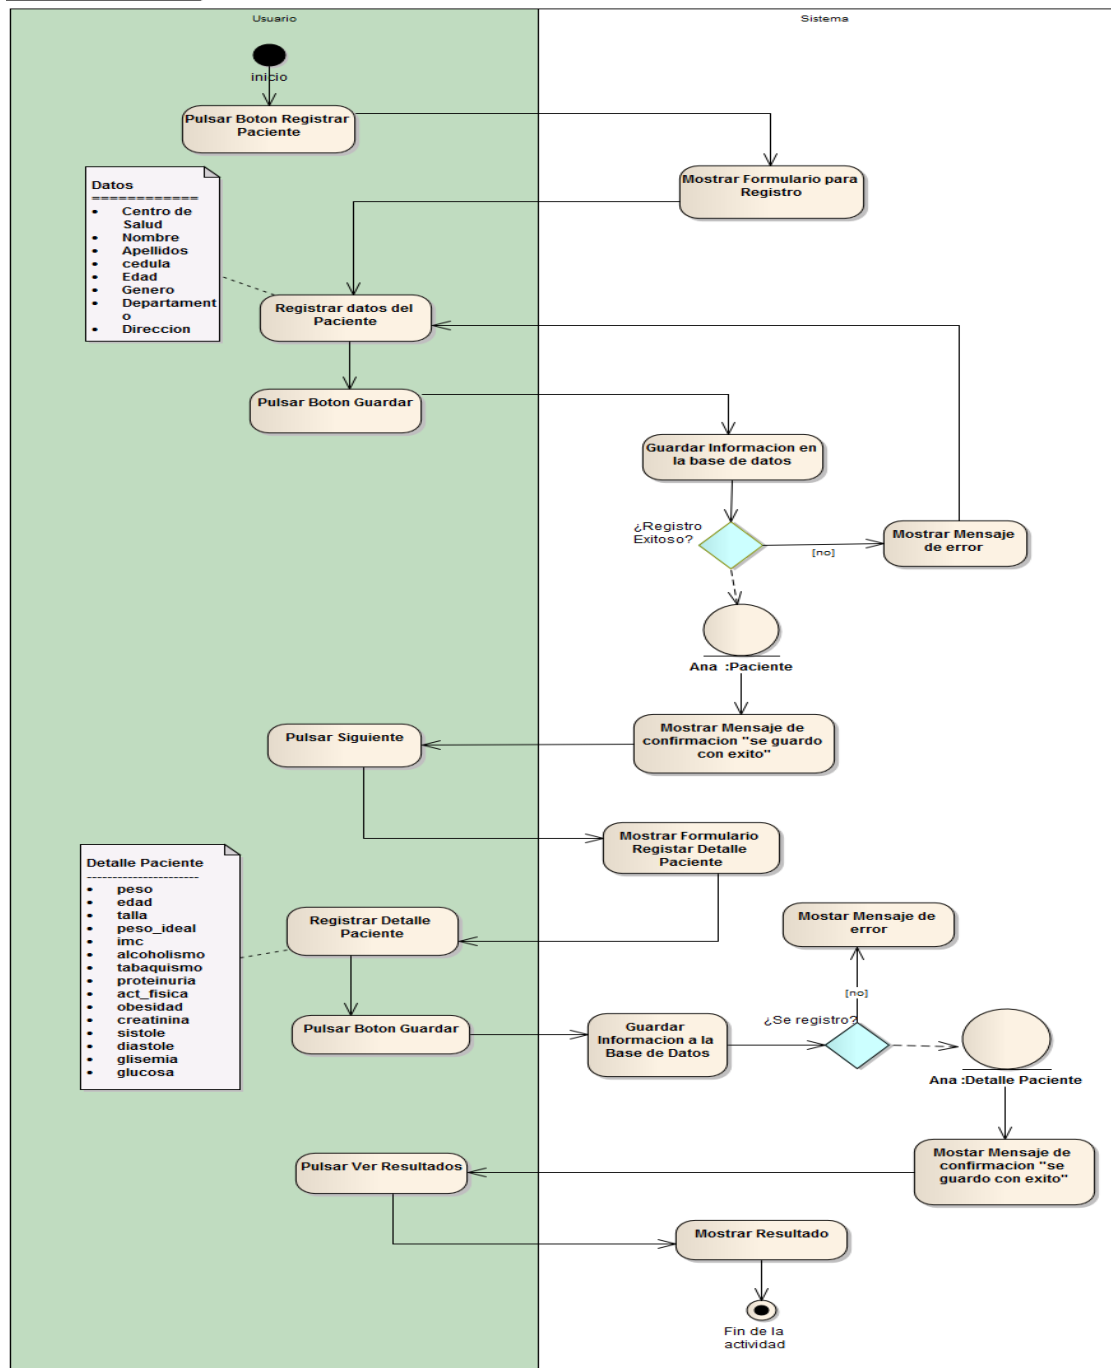 Usuario
Sistema
inicio
Pulsar Boton Registrar
Paciente
Mostrar Formulario para
Registro
Datos
============
• Centro de
Salud
• Nombre
• Apellidos
• cedula
• Edad
• Genero
• Departament
o
• Direccion
Registrar datos del
Paciente
Pulsar Boton Guardar
Guardar Informacion en
la base de datos
¿Registro
Exitoso?
[no]
Mostrar Mensaje
de error
Ana :Paciente
Mostrar Mensaje de
confirmacion "se guardo
con exito"
Pulsar Siguiente
Mostrar Formulario
Registar Detalle
Paciente
Detalle Paciente
----------------------
• peso
• edad
• talla
• peso_ideal
• imc
• alcoholismo
• tabaquismo
• proteinuria
• act_fisica
• obesidad
• creatinina
• sistole
• diastole
• glisemia
• glucosa
Registrar Detalle
Paciente
Mostar Mensaje de
error
[no]
Pulsar Boton Guardar
Guardar
Informacion a la
Base de Datos
¿Se registro?
Ana :Detalle Paciente
Mostar Mensaje de
confirmacion "se
guardo con exito"
Pulsar Ver Resultados
Mostrar Resultado
Fin de la
actividad